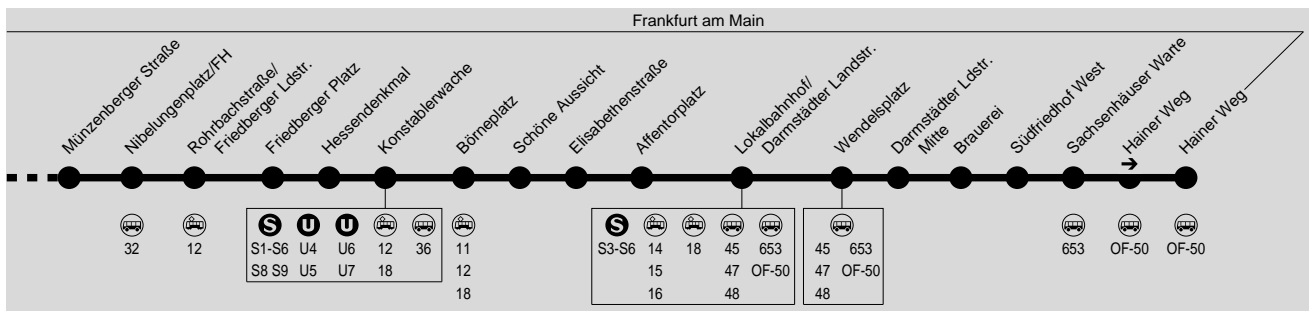 Frankfurt am Main
Münzenberger Straße
Nibelungenplatz/FH
Rohrbachstraße/
Friedberger Ldstr.
Friedberger Platz
Hessendenkmal
Konstablerwache
Börneplatz
Schöne Aussicht
Elisabethenstraße
Affentorplatz
Lokalbahnhof/
Darmstädter Landstr.
Wendelsplatz
Darmstädter Ldstr.
Mitte
Brauerei
Südfriedhof West
Sachsenhäuser Warte
Hainer Weg
Hainer Weg
S U U S
32 12 S1-S6 U4 U6 12 36 11 S3-S6 14 18 45 653 45 653 653 OF-50 OF-50
S8 S9 U5 U7 18 12 15 47 OF-50 47 OF-50
18 16 48 48